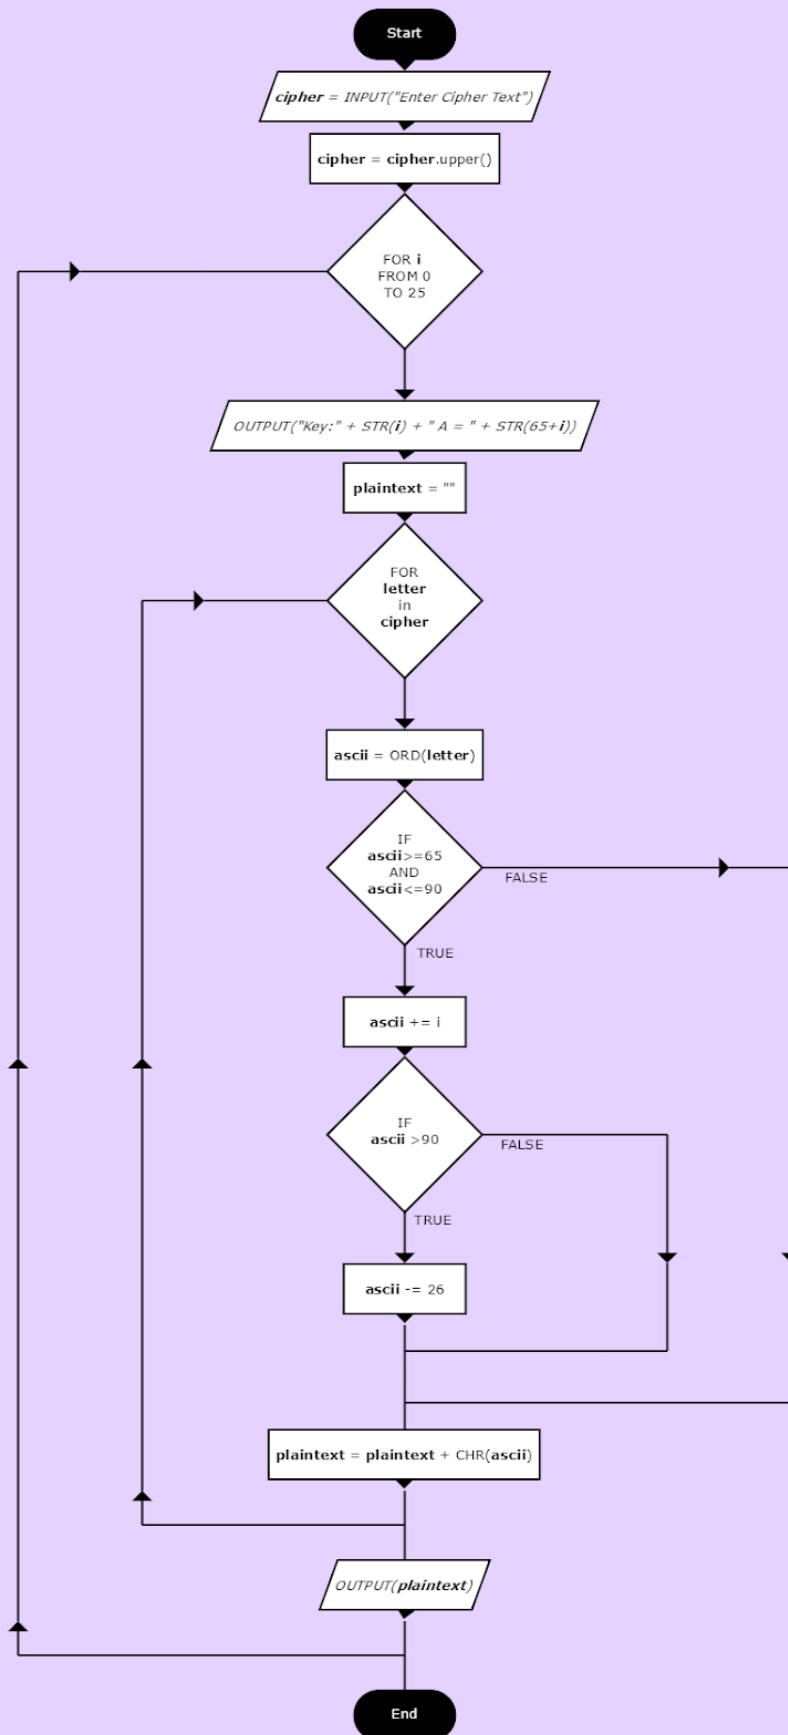 Start
cipher = INPUT("Enter Cipher Text")
cipher = cipher.upper()
FOR i
FROM 0
TO 25
OUTPUT("Key:" + STR(i) + " A = " + STR(65+i))
plaintext = ""
FOR
letter
in
cipher
ascii = ORD(letter)
IF
ascii>=65
AND
ascii<=90
FALSE
TRUE
ascii += i
IF
ascii >90
FALSE
TRUE
ascii -= 26
plaintext = plaintext + CHR(ascii)
OUTPUT(plaintext)
End